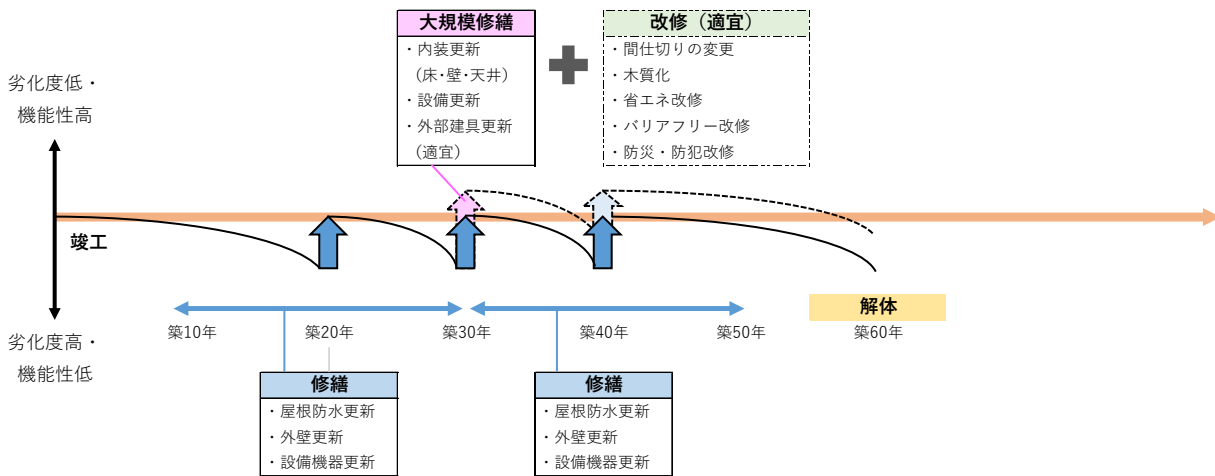 大規模修繕
・内装更新
（床・壁・天井）
・設備更新
・外部建具更新
（適宜）
改修（適宜）
・間仕切りの変更
・木質化
・省エネ改修
・バリアフリー改修
・防災・防犯改修
劣化度低・
機能性高
竣工
劣化度高・
機能性低
築10年
築20年
築30年
築40年
築50年
解体
築60年
修繕
・屋根防水更新
・外壁更新
・設備機器更新
修繕
・屋根防水更新
・外壁更新
・設備機器更新